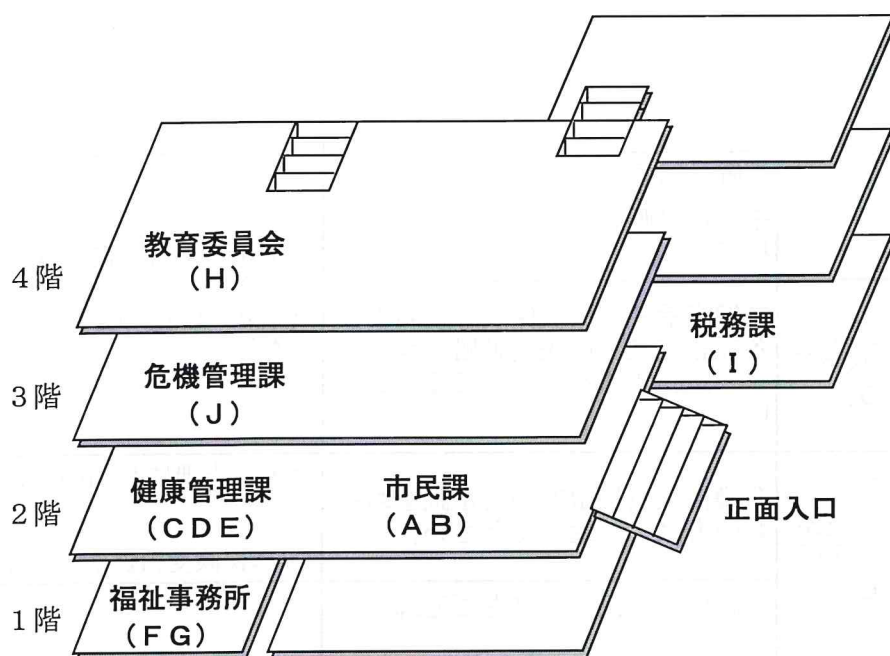 教育委員会
(H)
4階
税務課
(I)
危機管理課
(J)
3階
健康管理課
(CDE)
市民課
(AB)
正面入口
2階
福祉事務所
(FG)
1階